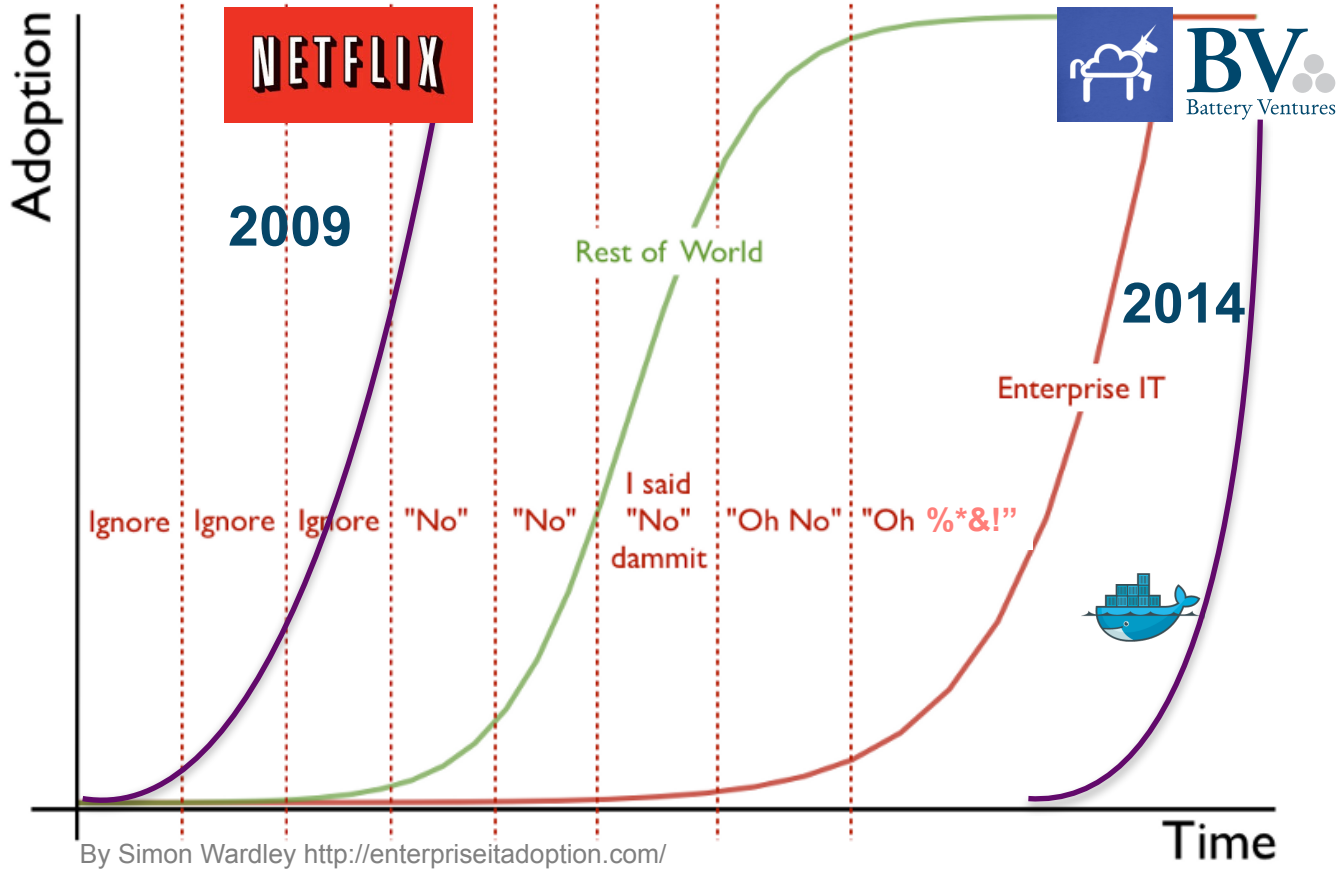 Adoption
NETFLIX
BV
Battery Ventures
2009
Rest of World
2014
Enterprise IT
Ignore
Ignore
Ignore
"No"
"No"
I said
"No"
dammit
"Oh No"
"Oh %*&!”
Time
By Simon Wardley http://enterpriseitadoption.com/